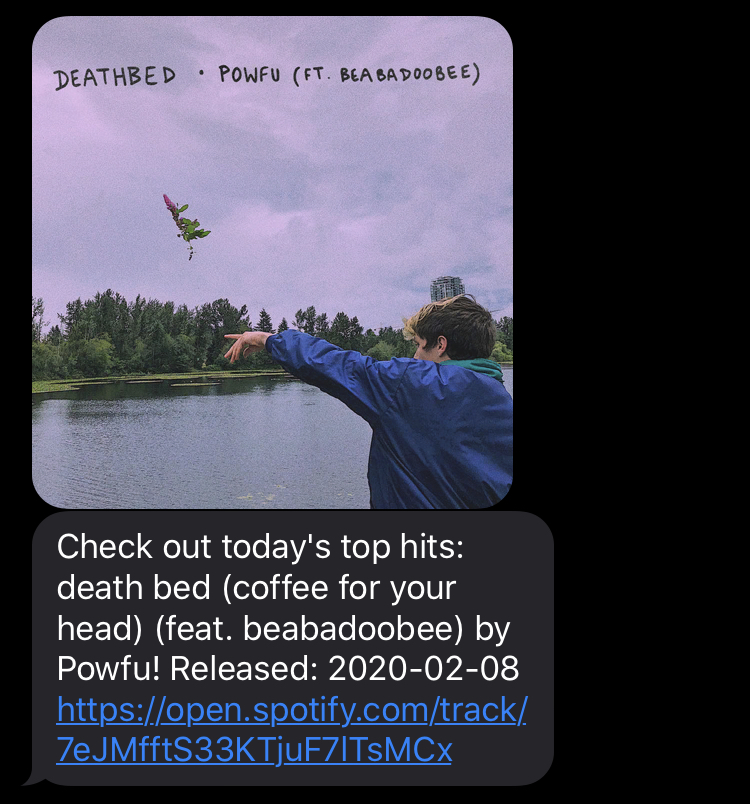 DEATHBED • POWFU (FT. BEABADOOBEE)
Check out today's top hits:
death bed (coffee for your
head) (feat. beabadoobee) by
Powfu! Released: 2020-02-08
https://open.spotify.com/track/
7eJMfftS33KTjuF7lTsMCx